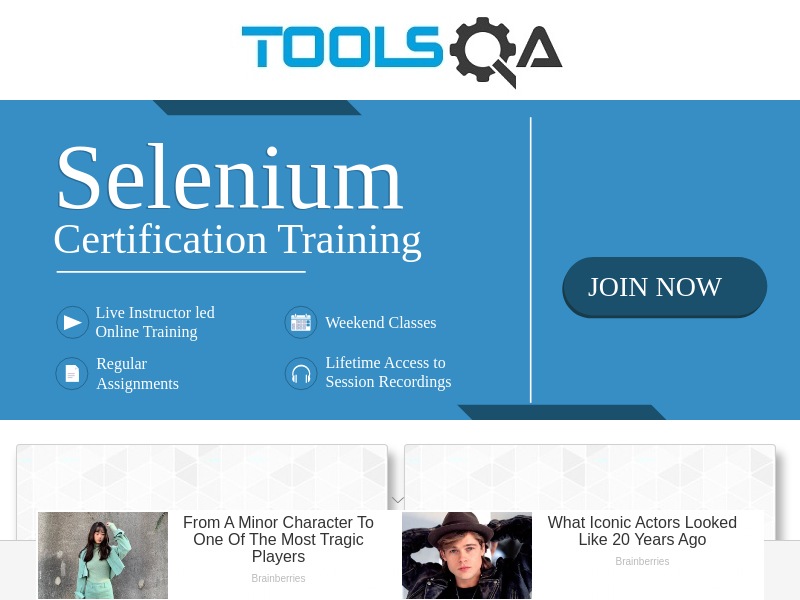 TOOLSQA
Selenium
Certification Training
JOIN NOW
Live Instructor led
Online Training
Weekend Classes
Regular
Assignments
Lifetime Access to
Session Recordings
From A Minor Character To
One Of The Most Tragic
Players
Brainberries
What Iconic Actors Looked
Like 20 Years Ago
Brainberries